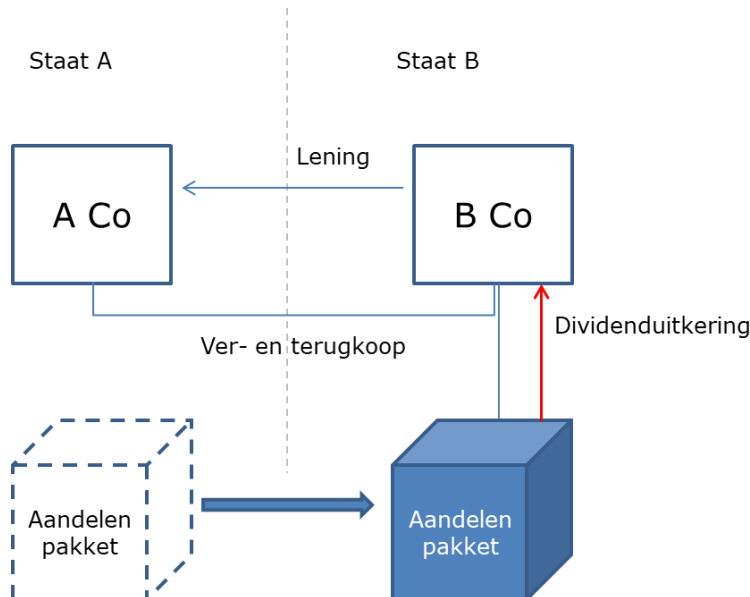 Staat A
Staat B
Lening
A Co
B Co
Dividenduitkering
Ver- en terugkoop
Aandelen
pakket
Aandelen
pakket